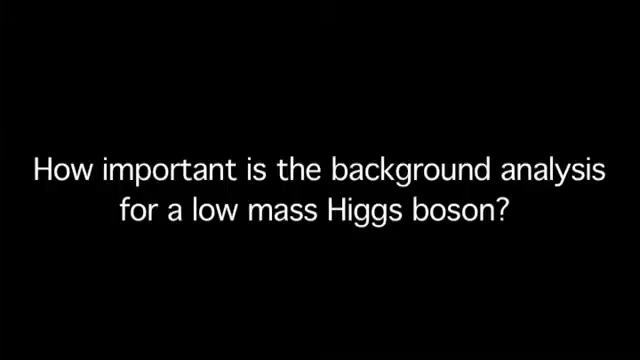 How important is the background analysis
for a low mass Higgs boson?